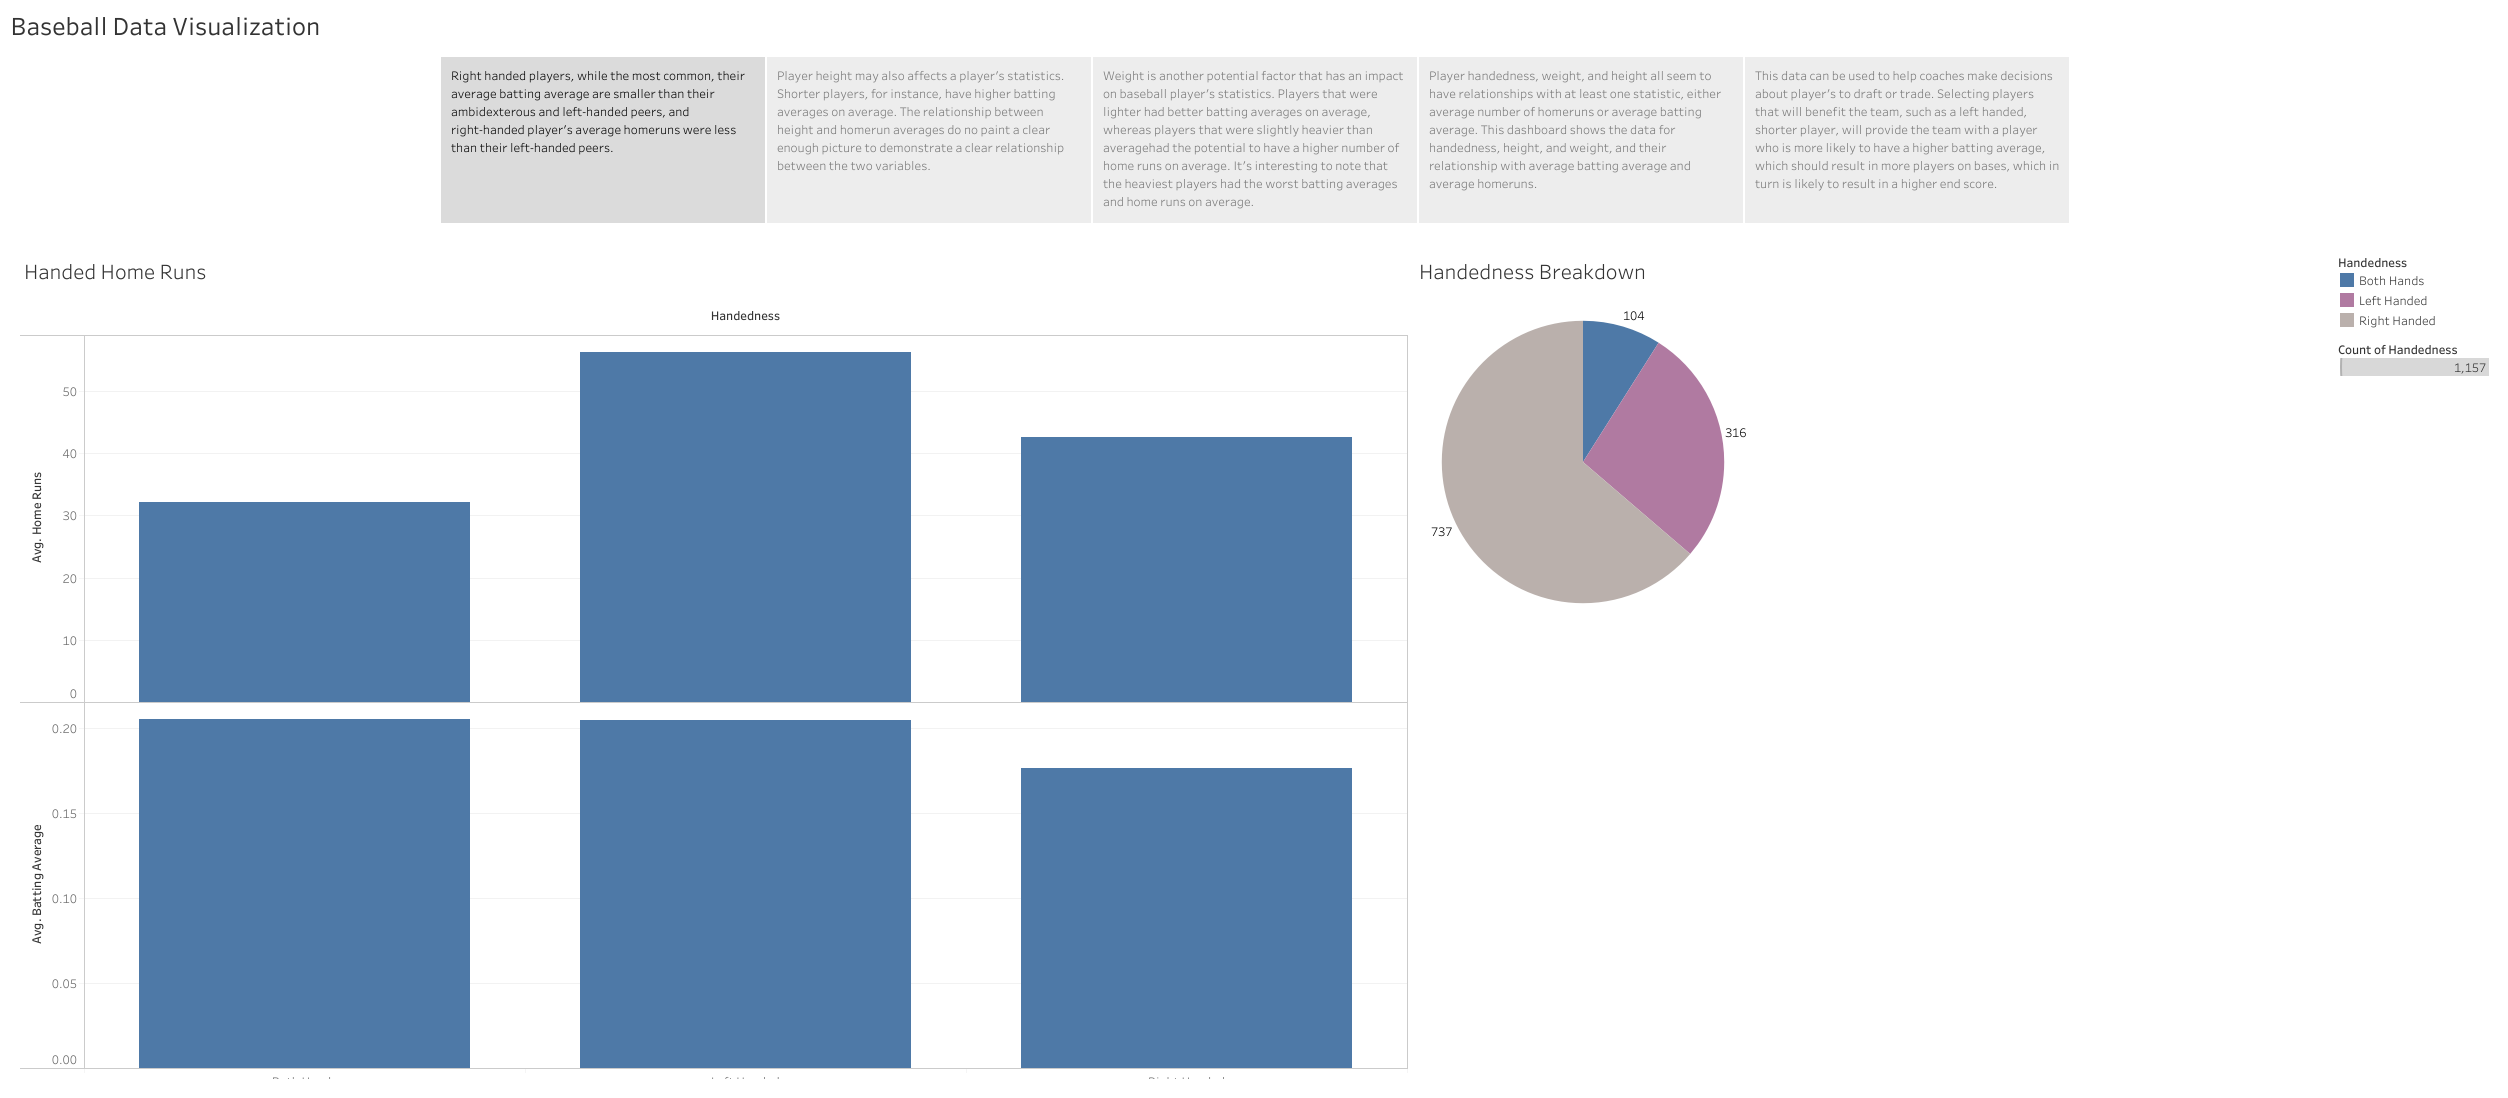 Baseball Data Visualization
Right handed players, while the most common, their
average batting average are smaller than their
ambidexterous and left-handed peers, and
right-handed player's average homeruns were less
than their left-handed peers.
Player height may also affects a player's statistics.
Shorter players, for instance, have higher batting
averages on average. The relationship between
height and homerun averages do no paint a clear
enough picture to demonstrate a clear relationship
between the two variables.
Weight is another potential factor that has an impact
on baseball player's statistics. Players that were
lighter had better batting averages on average,
whereas players that were slightly heavier than
averagehad the potential to have a higher number of
home runs on average. It's interesting to note that
the heaviest players had the worst batting averages
and home runs on average.
Player handedness, weight, and height all seem to
have relationships with at least one statistic, either
average number of homeruns or average batting
average. This dashboard shows the data for
handedness, height, and weight, and their
relationship with average batting average and
average homeruns.
This data can be used to help coaches make decisions
about player's to draft or trade. Selecting players
that will benefit the team, such as a left handed,
shorter player, will provide the team with a player
who is more likely to have a higher batting average,
which should result in more players on bases, which in
turn is likely to result in a higher end score.
Handed Home Runs
Handedness
Avg. Home Runs
50
40
30
20
10
0
Avg. Batting Average
0.20
0.15
0.10
0.05
0.00
Handedness Breakdown
104
316
737
Handedness
Both Hands
Left Handed
Right Handed
Count of Handedness
1,157